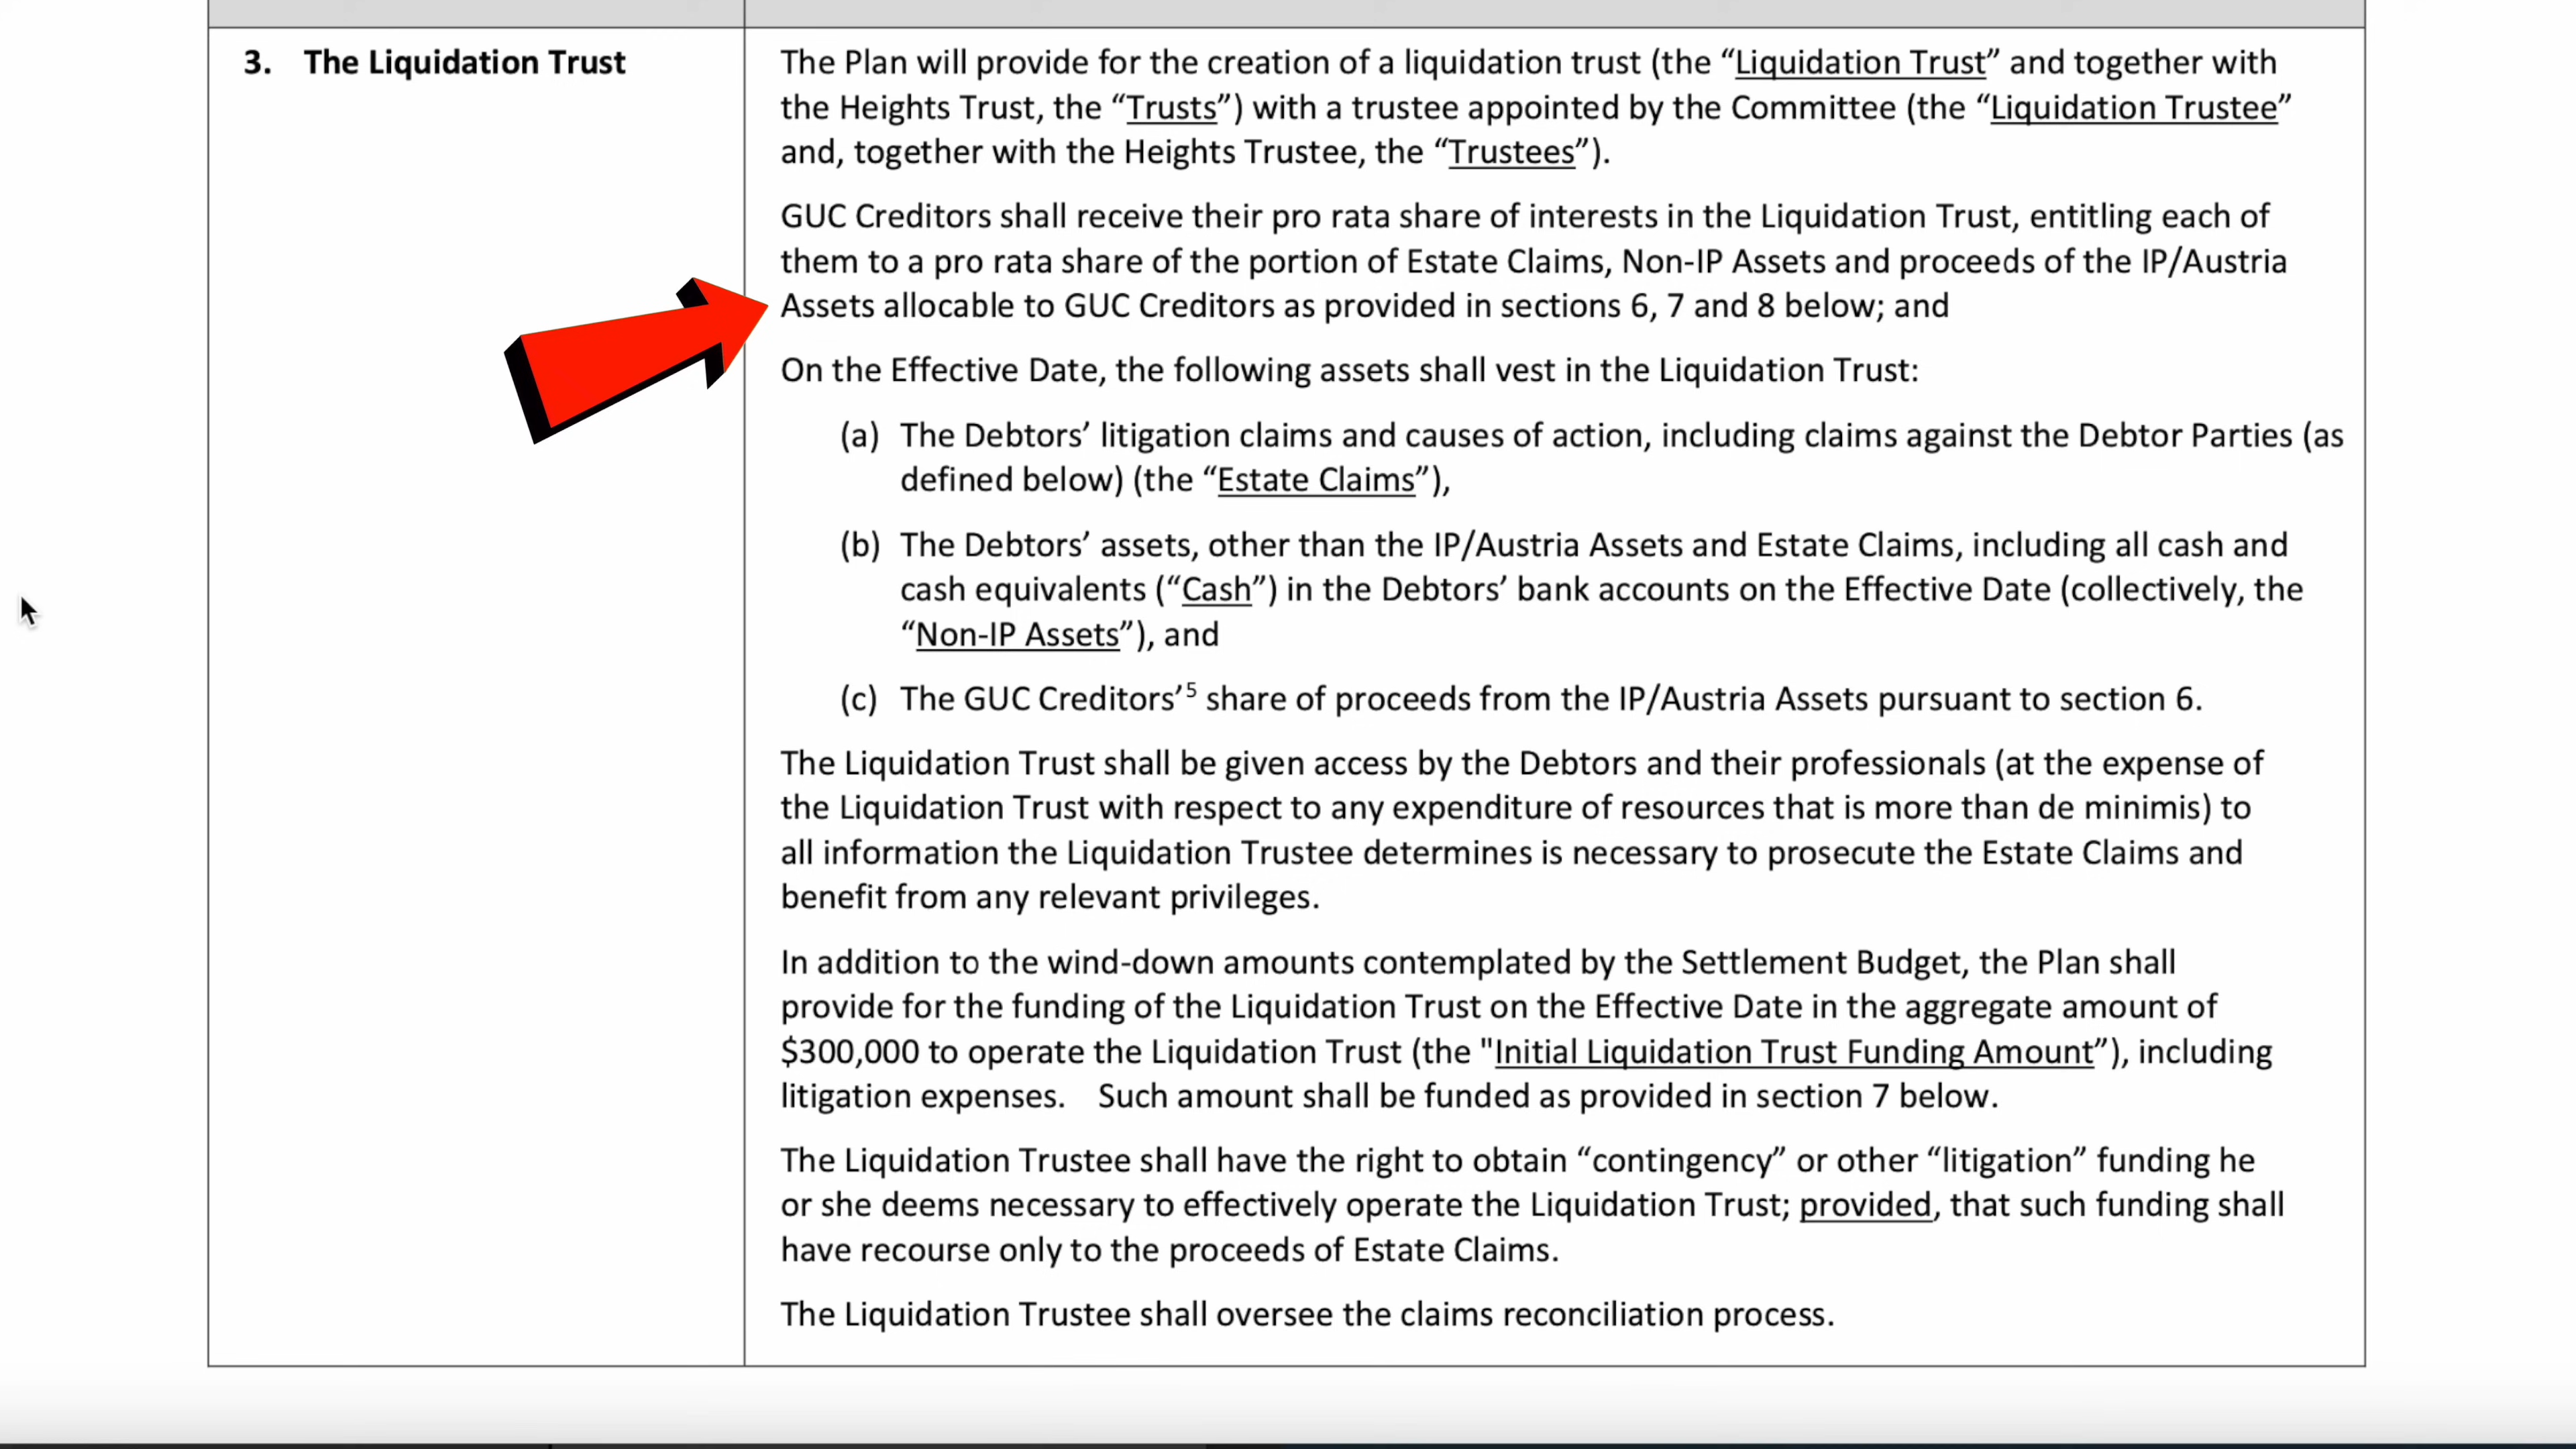 3. The Liquidation Trust
The Plan will provide for the creation of a liquidation trust (the “Liquidation Trust” and together with
the Heights Trust, the “Trusts”) with a trustee appointed by the Committee (the “Liquidation Trustee”
and, together with the Heights Trustee, the “Trustees”).
GUC Creditors shall receive their pro rata share of interests in the Liquidation Trust, entitling each of
them to a pro rata share of the portion of Estate Claims, Non-IP Assets and proceeds of the IP/Austria
Assets allocable to GUC Creditors as provided in sections 6, 7 and 8 below; and
On the Effective Date, the following assets shall vest in the Liquidation Trust:
(a) The Debtors’ litigation claims and causes of action, including claims against the Debtor Parties (as
defined below) (the “Estate Claims”),
(b) The Debtors’ assets, other than the IP/Austria Assets and Estate Claims, including all cash and
cash equivalents (“Cash”) in the Debtors’ bank accounts on the Effective Date (collectively, the
“Non-IP Assets”), and
(c) The GUC Creditors’5 share of proceeds from the IP/Austria Assets pursuant to section 6.
The Liquidation Trust shall be given access by the Debtors and their professionals (at the expense of
the Liquidation Trust with respect to any expenditure of resources that is more than de minimis) to
all information the Liquidation Trustee determines is necessary to prosecute the Estate Claims and
benefit from any relevant privileges.
In addition to the wind-down amounts contemplated by the Settlement Budget, the Plan shall
provide for the funding of the Liquidation Trust on the Effective Date in the aggregate amount of
$300,000 to operate the Liquidation Trust (the "Initial Liquidation Trust Funding Amount”), including
litigation expenses. Such amount shall be funded as provided in section 7 below.
The Liquidation Trustee shall have the right to obtain “contingency” or other “litigation” funding he
or she deems necessary to effectively operate the Liquidation Trust; provided, that such funding shall
have recourse only to the proceeds of Estate Claims.
The Liquidation Trustee shall oversee the claims reconciliation process.